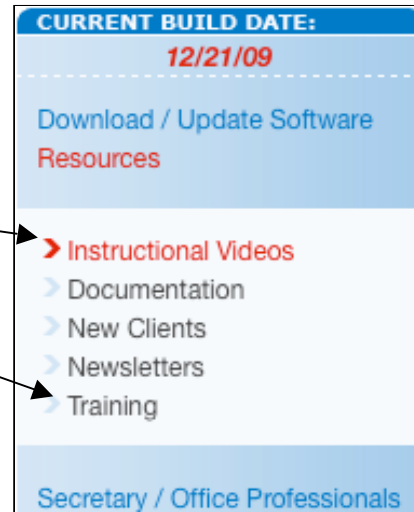 CURRENT BUILD DATE:
12/21/09
Download / Update Software
Resources
Instructional Videos
Documentation
New Clients
Newsletters
Training
Secretary / Office Professionals